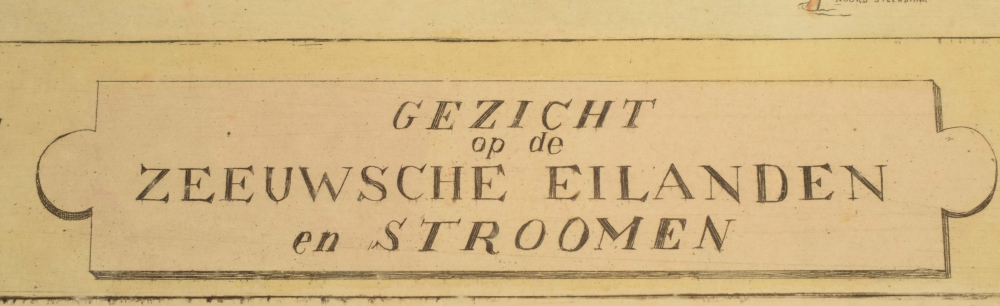 GEZICHT
op de
ZEEUWSCHE EILANDEN
en STROOMEN